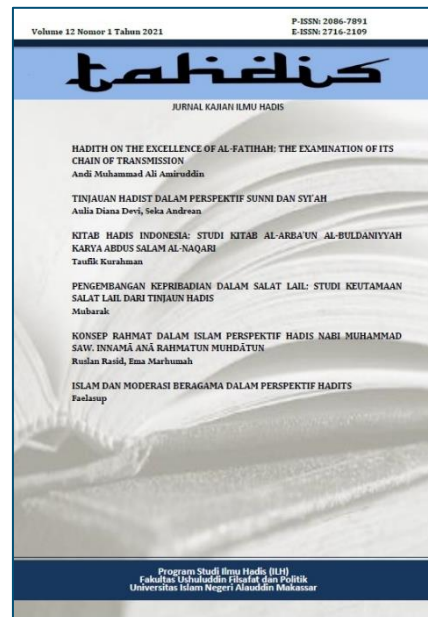 Volume 12 Nomor 1 Tahun 2021
P-ISSN: 2086-7891
E-ISSN: 2716-2109
tahdis
JURNAL KAJIAN ILMU HADIS
HADITH ON THE EXCELLENCE OF AL-FATIHAH: THE EXAMINATION OF ITS
CHAIN OF TRANSMISSION
Andi Muhammad Ali Amiruddin
TINJAUAN HADIST DALAM PERSPEKTIF SUNNI DAN SYI'AH
Aulia Diana Devi, Seka Andrean
KITAB HADIS INDONESIA: STUDI KITAB AL-ARBA'UN AL-BULDANIYYAH
KARYA ABDUS SALAM AL-NAQARI
Taufik Kurahman
PENGEMBANGAN KEPRIBADIAN DALAM SALAT LAIL: STUDI KEUTAMAAN
SALAT LAIL DARI TINJAUN HADIS
Mubarak
KONSEP RAHMAT DALAM ISLAM PERSPEKTIF HADIS NABI MUHAMMAD
SAW. INNAMĀ ANĀ RAHMATUN MUHDĀTUN
Ruslan Rasid, Ema Marhumah
ISLAM DAN MODERASI BERAGAMA DALAM PERSPEKTIF HADITS
Faelasup
Program Studi Ilmu Hadis (ILH)
Fakultas Ushuluddin Filsafat dan Politik
Universitas Islam Negeri Alauddin Makassar